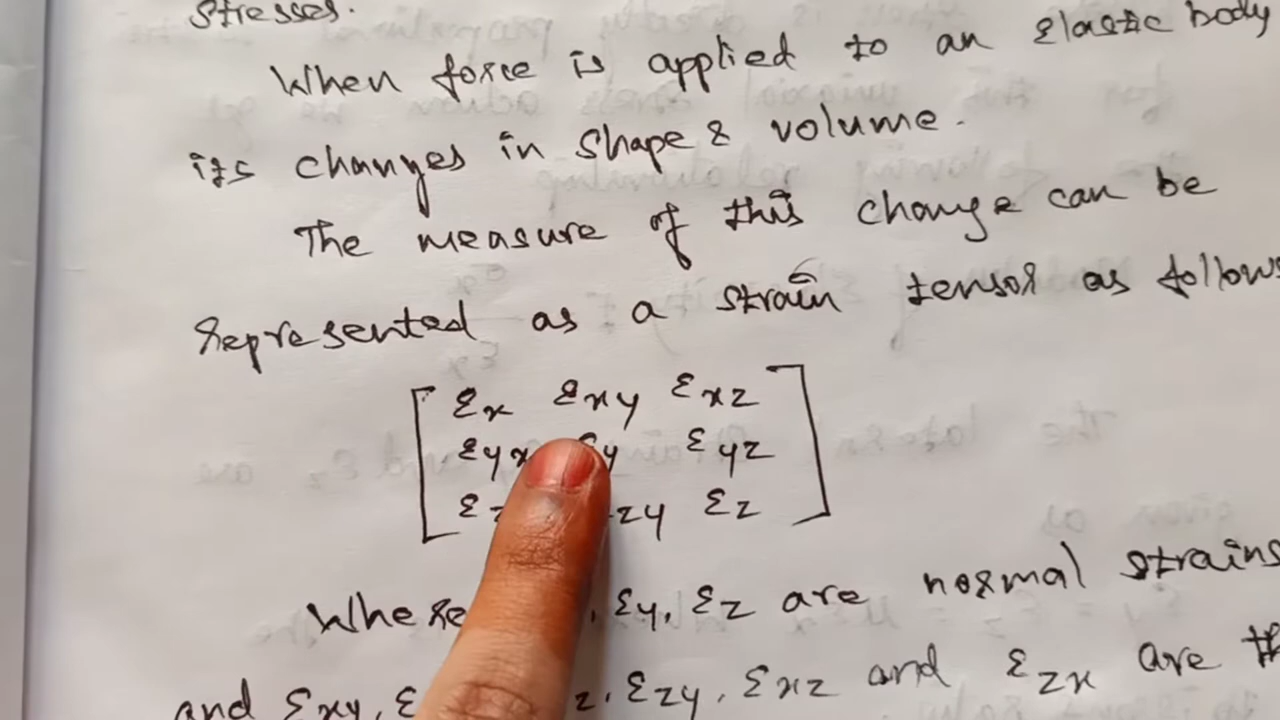 stresses.
When force is applied to an elastic body
its changes in shape & volume.
The measure of this change can be
Represented as a strain tensor as follows
εx εxy εxz
εyx εy εyz
εzy εz
εy, εz are normal strains
and εxy, εzy, εxz and εzx are